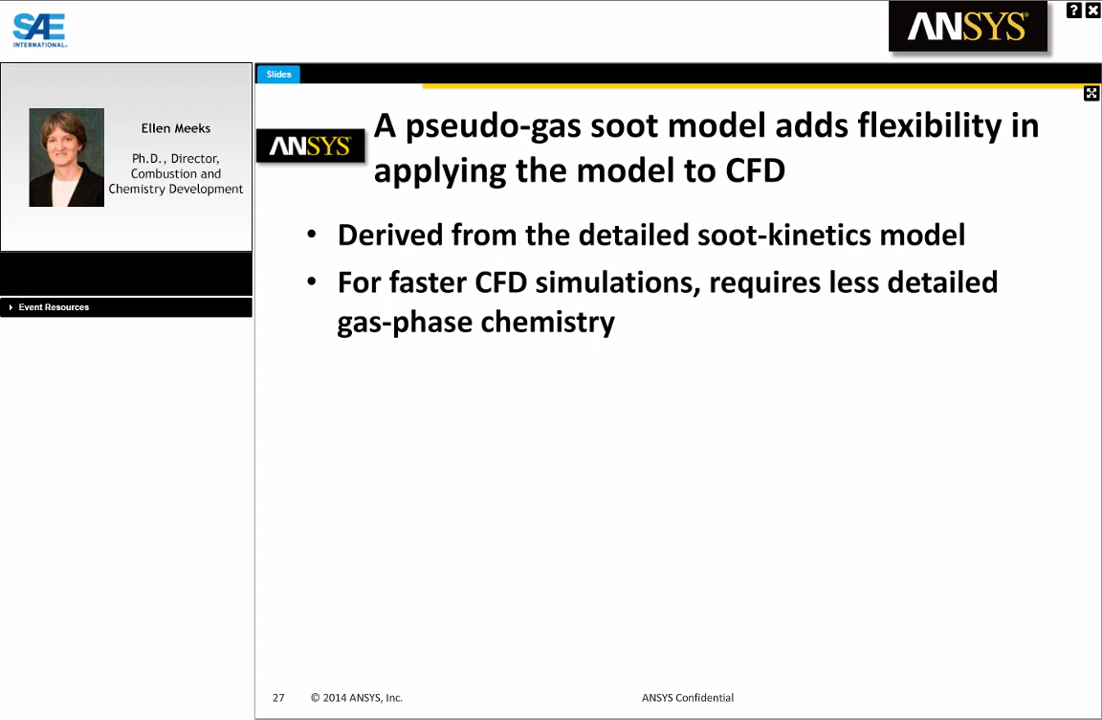 SAE
INTERNATIONAL®
ANSYS®
Ellen Meeks
Ph.D., Director,
Combustion and
Chemistry Development
Event Resources
Slides
ANSYS®
A pseudo-gas soot model adds flexibility in
applying the model to CFD
• Derived from the detailed soot-kinetics model
• For faster CFD simulations, requires less detailed
gas-phase chemistry
27 © 2014 ANSYS, Inc. ANSYS Confidential